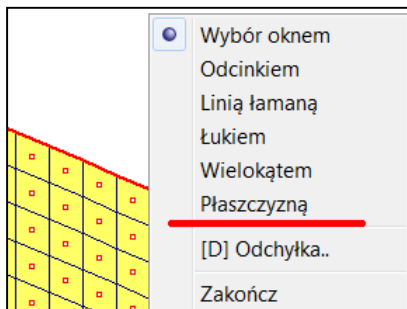 Wybór oknem
Odcinkiem
Linią łamaną
Łukiem
Wielokątem
Płaszczyzną
[D] Odchyłka..
Zakończ